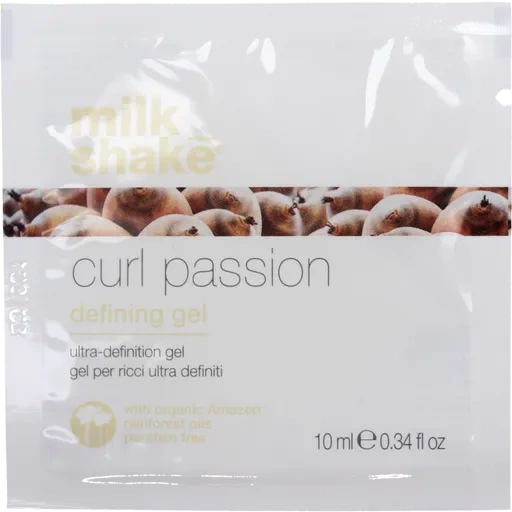 milk
shake
curl passion
defining gel
ultra-definition gel
gel per ricci ultra definiti
with organic Amazon
rainforest oils
paraben free
10 ml e 0.34 fl oz